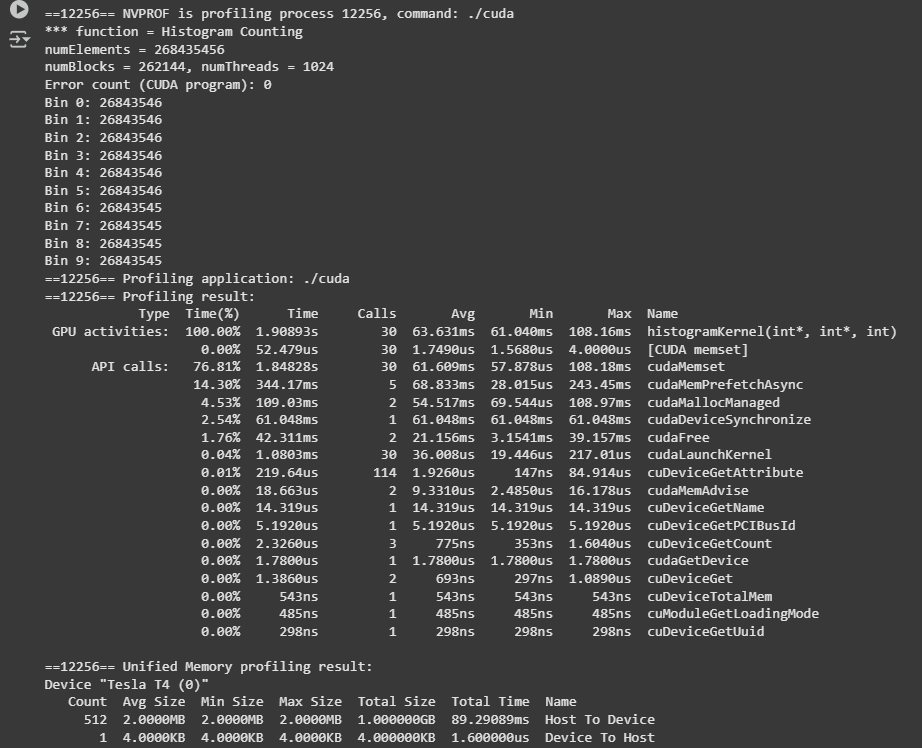 ==12256== NVPROF is profiling process 12256, command: ./cuda
*** function = Histogram Counting
numElements = 268435456
numBlocks = 262144, numThreads = 1024
Error count (CUDA program): 0
Bin 0: 26843546
Bin 1: 26843546
Bin 2: 26843546
Bin 3: 26843546
Bin 4: 26843546
Bin 5: 26843546
Bin 6: 26843545
Bin 7: 26843545
Bin 8: 26843545
Bin 9: 26843545
==12256== Profiling application: ./cuda
==12256== Profiling result:
Type Time(%) Time Calls Avg Min Max Name
GPU activities: 100.00% 1.90893s 30 63.631ms 61.040ms 108.16ms histogramKernel(int*, int*, int)
0.00% 52.479us 30 1.7490us 1.5680us 4.0000us [CUDA memset]
API calls: 76.81% 1.84828s 30 61.609ms 57.878us 108.18ms cudaMemset
14.30% 344.17ms 5 68.833ms 28.015us 243.45ms cudaMemPrefetchAsync
4.53% 109.03ms 2 54.517ms 69.544us 108.97ms cudaMallocManaged
2.54% 61.048ms 1 61.048ms 61.048ms 61.048ms cudaDeviceSynchronize
1.76% 42.311ms 2 21.156ms 3.1541ms 39.157ms cudaFree
0.04% 1.0803ms 30 36.008us 19.446us 217.01us cudaLaunchKernel
0.01% 219.64us 114 1.9260us 147ns 84.914us cuDeviceGetAttribute
0.00% 18.663us 2 9.3310us 2.4850us 16.178us cudaMemAdvise
0.00% 14.319us 1 14.319us 14.319us 14.319us cuDeviceGetName
0.00% 5.1920us 1 5.1920us 5.1920us 5.1920us cuDeviceGetPCIBusId
0.00% 2.3260us 3 775ns 353ns 1.6040us cuDeviceGetCount
0.00% 1.7800us 1 1.7800us 1.7800us 1.7800us cudaGetDevice
0.00% 1.3860us 2 693ns 297ns 1.0890us cuDeviceGet
0.00% 543ns 1 543ns 543ns 543ns cuDeviceTotalMem
0.00% 485ns 1 485ns 485ns 485ns cuModuleGetLoadingMode
0.00% 298ns 1 298ns 298ns 298ns cuDeviceGetUuid
==12256== Unified Memory profiling result:
Device "Tesla T4 (0)"
Count Avg Size Min Size Max Size Total Size Total Time Name
512 2.0000MB 2.0000MB 2.0000MB 1.000000GB 89.29089ms Host To Device
1 4.0000KB 4.0000KB 4.0000KB 4.000000KB 1.600000us Device To Host